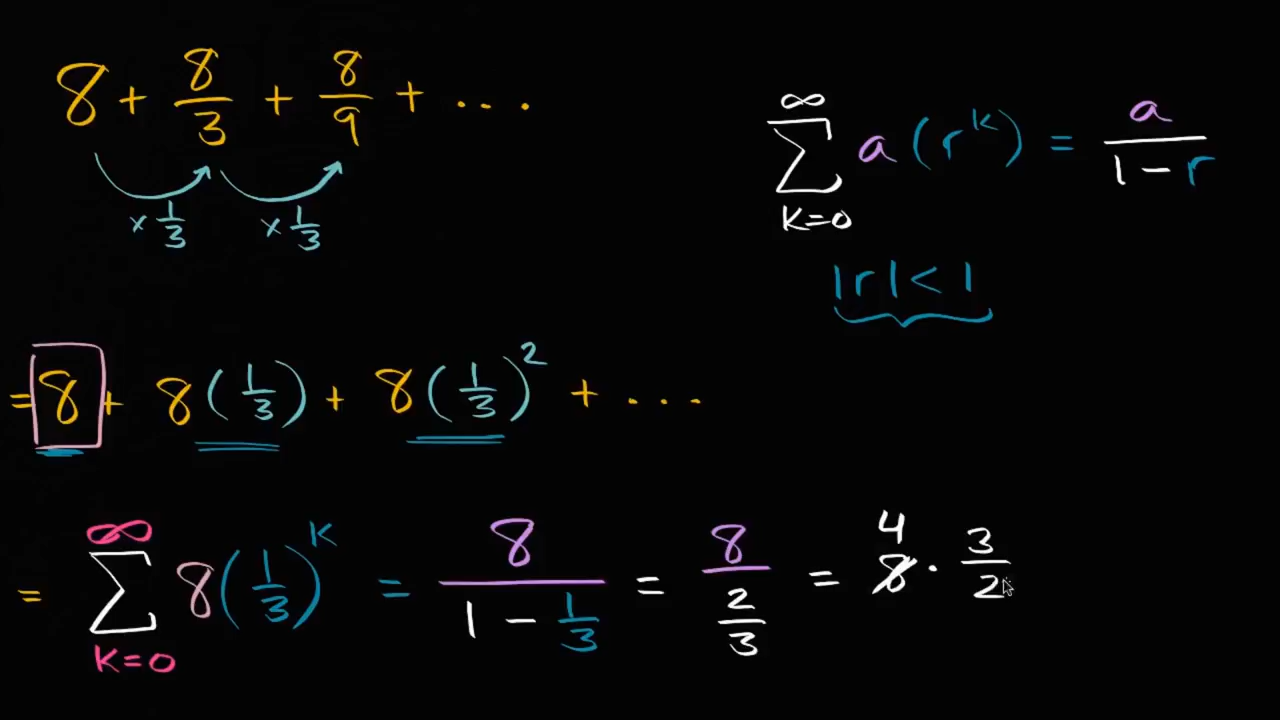 8 + 8/3 + 8/9 + ...
× 1/3 × 1/3
∞
∑ a(r^k) = a/(1 - r)
k=0
|r| < 1
= 8 + 8(1/3) + 8(1/3)^2 + ....
∞
∑ 8(1/3)^k = 8/(1 - 1/3) = 8/(2/3) = 8 · 3/2
=
4
k=0